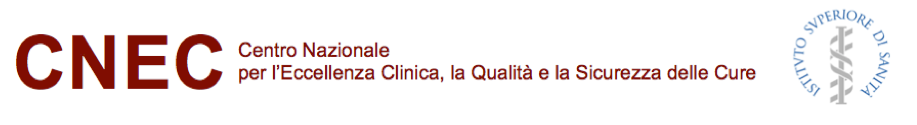 CNEC
Centro Nazionale
per l'Eccellenza Clinica, la Qualità e la Sicurezza delle Cure
ISTITVTO SVPERIORE DI SANITÀ